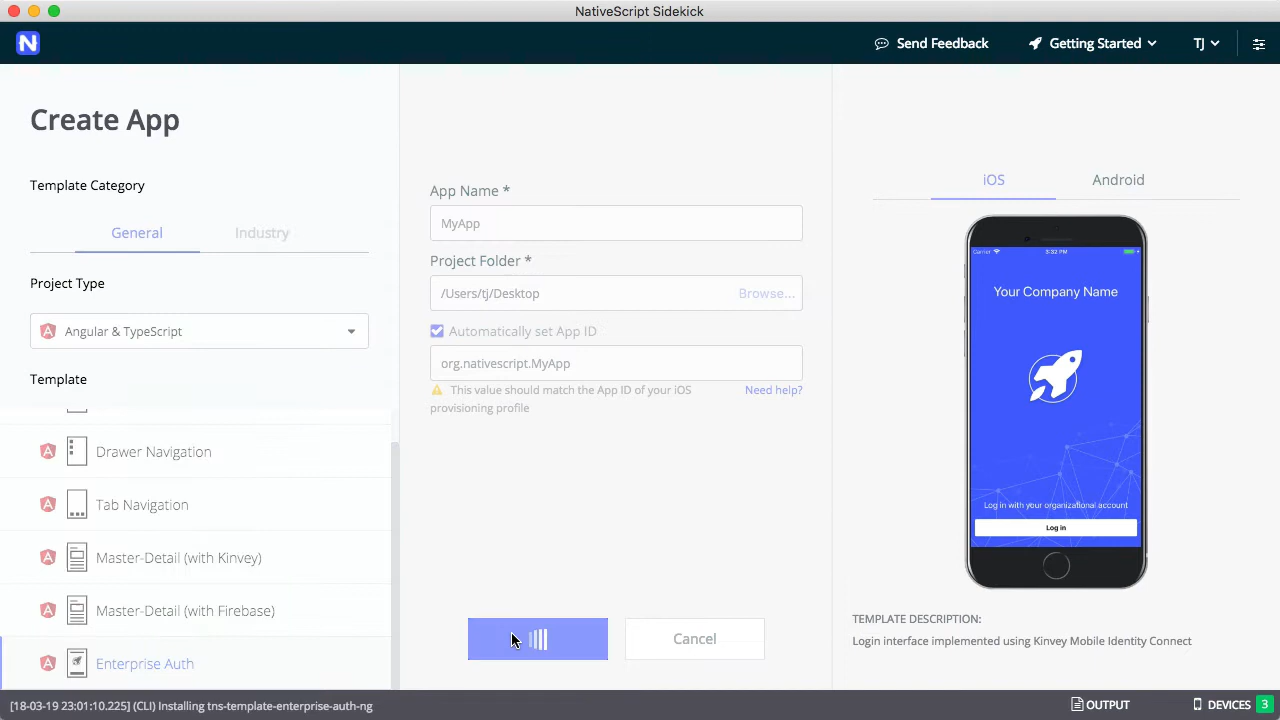 NativeScript Sidekick
N
Send Feedback
Getting Started
TJ
Create App
Template Category
General
Industry
Project Type
Angular & TypeScript
Template
Drawer Navigation
Tab Navigation
Master-Detail (with Kinvey)
Master-Detail (with Firebase)
Enterprise Auth
App Name *
MyApp
Project Folder *
/Users/tj/Desktop
Browse...
Automatically set App ID
org.nativescript.MyApp
This value should match the App ID of your iOS
provisioning profile
Need help?
Cancel
iOS
Android
Carrier
5:32 PM
Your Company Name
Log in with your organizational account
Log in
TEMPLATE DESCRIPTION:
Login interface implemented using Kinvey Mobile Identity Connect
[18-03-19 23:01:10.225] (CLI) Installing tns-template-enterprise-auth-ng
OUTPUT
DEVICES
3